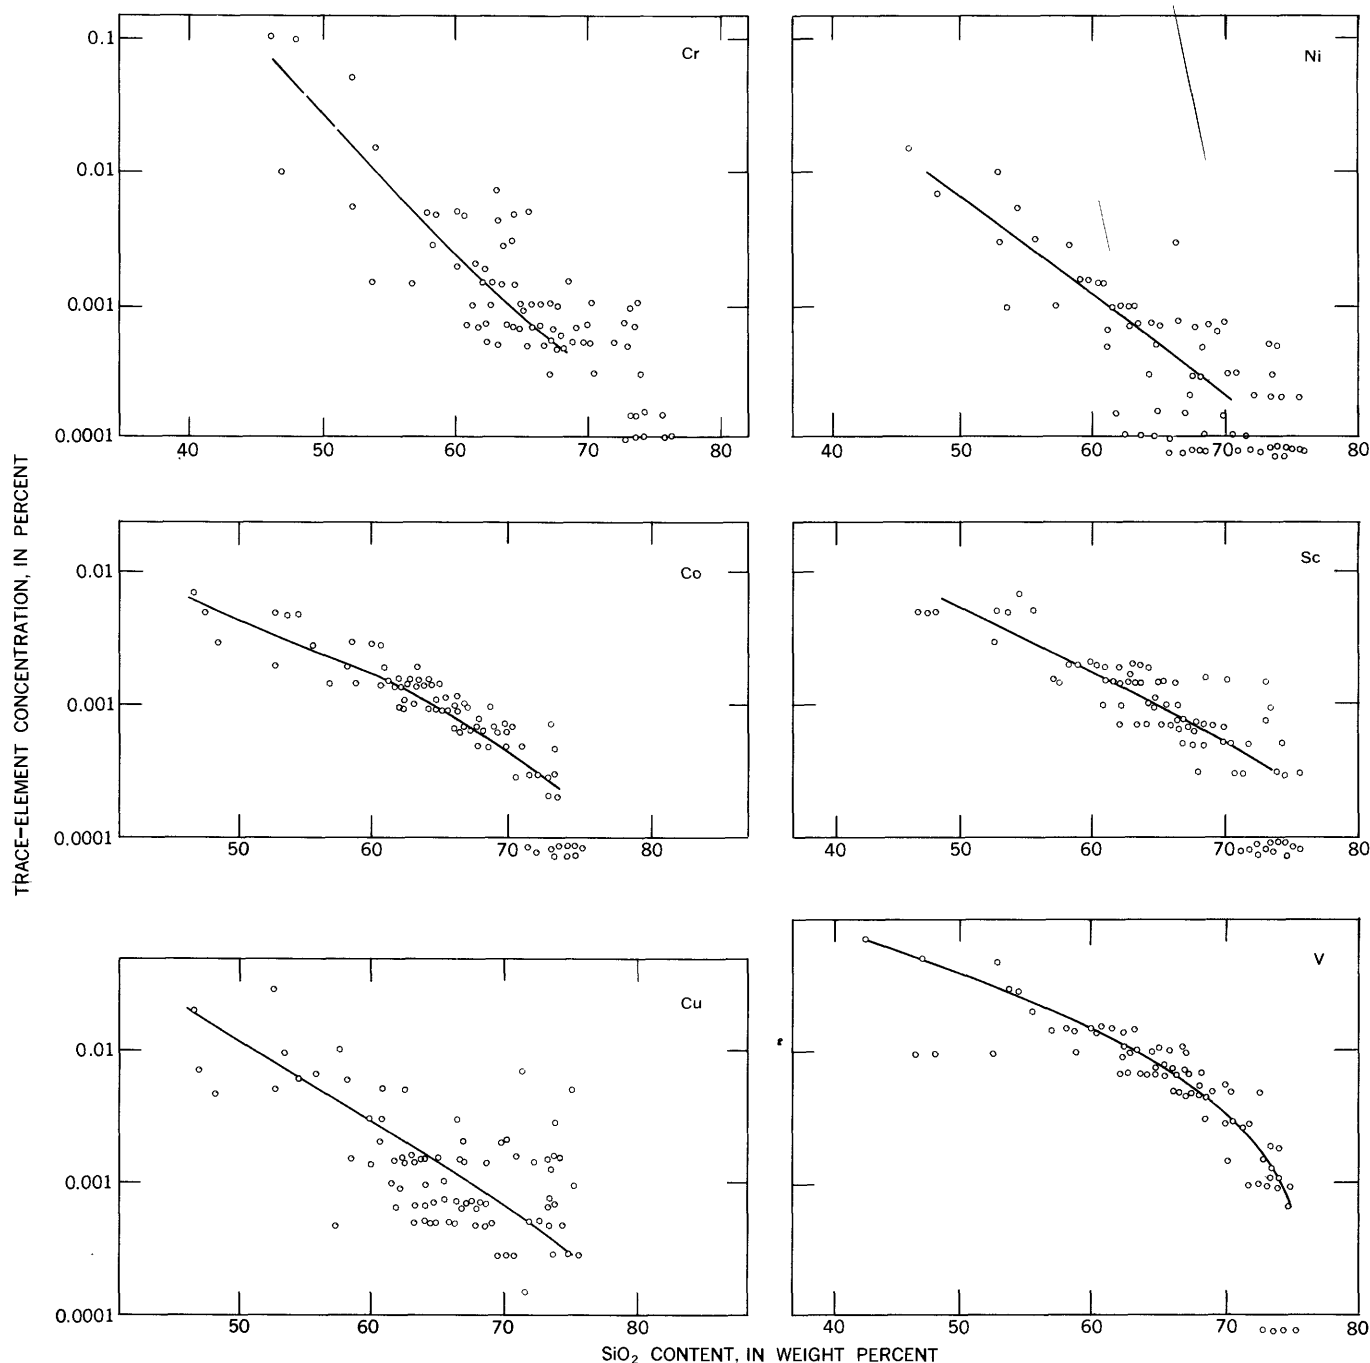 TRACE-ELEMENT CONCENTRATION, IN PERCENT
0.1
0.01
0.001
0.0001
Cr
40 50 60 70 80
Ni
40 50 60 70 80
0.01
0.001
0.0001
Co
50 60 70 80
Sc
50 60 70 80
0.01
0.001
0.0001
Cu
50 60 70 80
V
40 50 60 70 80
SiO₂ CONTENT, IN WEIGHT PERCENT